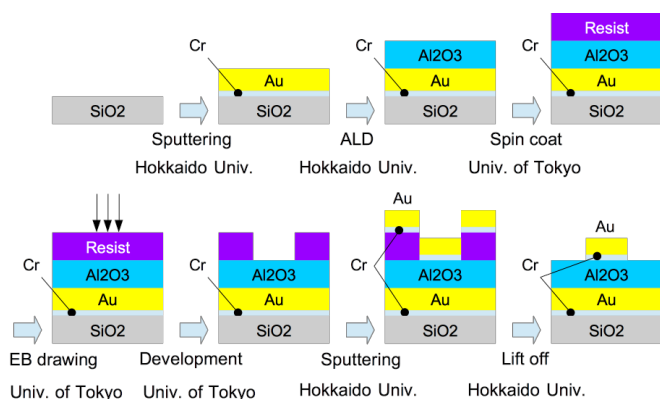 Cr
Au
SiO2
SiO2
Sputtering
Hokkaido Univ.
Cr
Al2O3
Au
SiO2
ALD
Hokkaido Univ.
Cr
Resist
Al2O3
Au
SiO2
Spin coat
Univ. of Tokyo
Cr
Resist
Al2O3
Au
SiO2
EB drawing
Univ. of Tokyo
Cr
Al2O3
Au
SiO2
Development
Univ. of Tokyo
Au
Cr
Al2O3
Au
SiO2
Sputtering
Hokkaido Univ.
Au
Cr
Al2O3
Au
SiO2
Lift off
Hokkaido Univ.